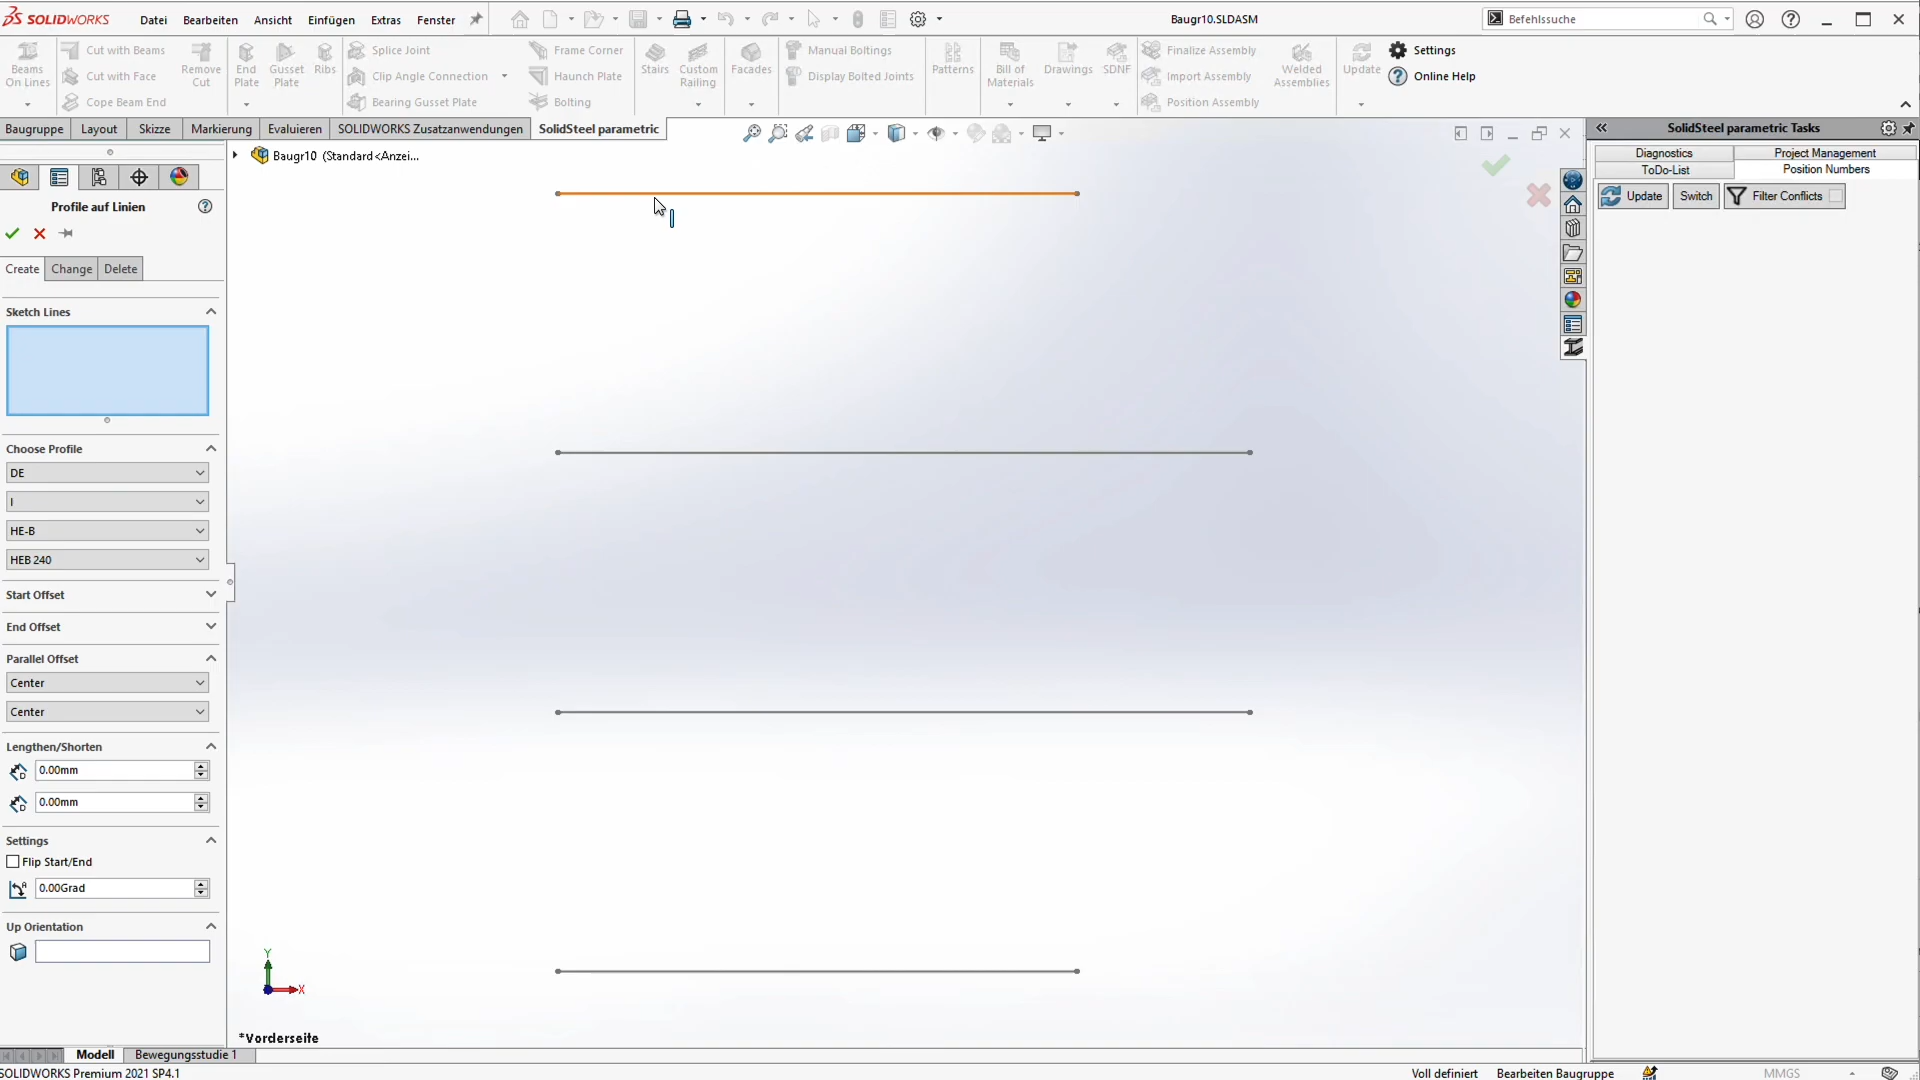 SOLIDWORKS Datei Bearbeiten Ansicht Einfügen Extras Fenster Baugr10.SLDASM Befehlssuche
Beams On Lines
Cut with Beams
Cut with Face
Cope Beam End
Remove Cut
End Plate
Gusset Plate
Ribs
Splice Joint
Clip Angle Connection
Bearing Gusset Plate
Frame Corner
Haunch Plate
Bolting
Stairs
Custom Railing
Facades
Manual Boltings
Display Bolted Joints
Patterns
Bill of Materials
Drawings
SDNF
Finalize Assembly
Import Assembly
Position Assembly
Welded Assemblies
Update
Settings
Online Help
Baugruppe Layout Skizze Markierung Evaluieren SOLIDWORKS Zusatzanwendungen SolidSteel parametric
SolidSteel parametric Tasks
Diagnostics Project Management
ToDo-List Position Numbers
Update Switch Filter Conflicts
Baugr10 (Standard<Anzei...
Profile auf Linien
Create Change Delete
Sketch Lines
Choose Profile
DE
I
HE-B
HEB 240
Start Offset
End Offset
Parallel Offset
Center
Center
Lengthen/Shorten
D 0.00mm
D 0.00mm
Settings
Flip Start/End
0.00Grad
Up Orientation
Y
X
*Vorderseite
Modell Bewegungsstudie 1
SOLIDWORKS Premium 2021 SP4.1 Voll definiert Bearbeiten Baugruppe MMGS